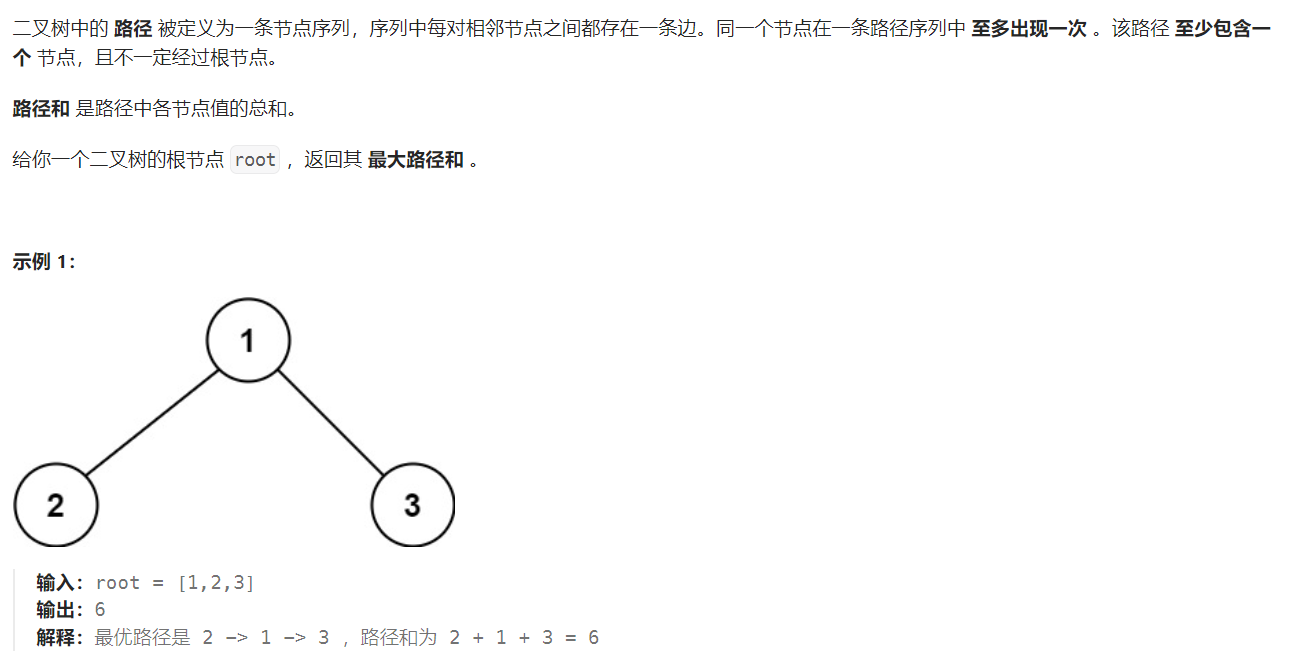 二叉树中的 路径 被定义为一条节点序列，序列中每对相邻节点之间都存在一条边。同一个节点在一条路径序列中 至多出现一次 。该路径 至少包含一
个 节点，且不一定经过根节点。
路径和 是路径中各节点值的总和。
给你一个二叉树的根节点 root ，返回其 最大路径和 。
示例 1：
1
2 3
输入：root = [1,2,3]
输出：6
解释：最优路径是 2 -> 1 -> 3 ，路径和为 2 + 1 + 3 = 6